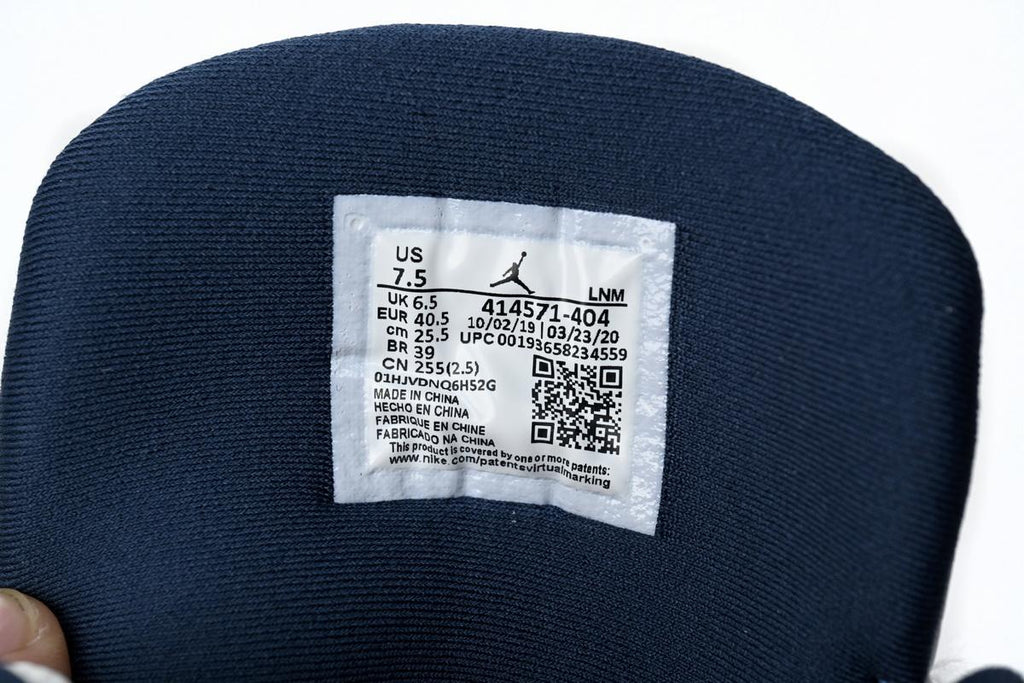 US
7.5
LNM
UK 6.5
EUR 40.5
cm 25.5
BR 39
CN 255(2.5)
414571-404
10/02/19 | 03/23/20
UPC 00193658234559
01HJVDNQ6H52G
MADE IN CHINA
HECHO EN CHINA
FABRIQUE EN CHINE
FABRICADO NA CHINA
This product is covered by one or more patents:
www.nike.com/patentsvirtualmarking